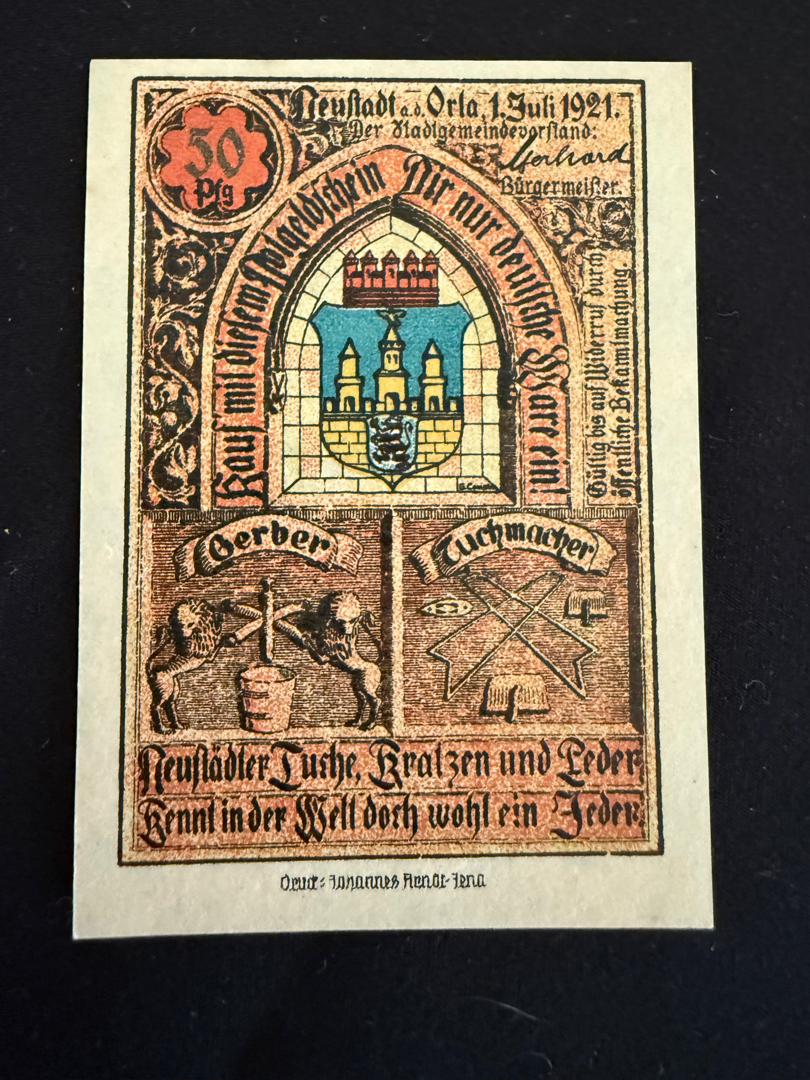 50
Pfg
Neustadt a.d. Orla, 1. Juli 1921.
Der Stadtgemeindevorstand:
Gerhard
Bürgermeister.
Kauf mit diesem Notgeldschein Dir nur deutsche Ware ein!
Gültig bis auf Widerruf durch
öffentliche Bekanntmachung.
Gerber
Tuchmacher
Neustädter Tuche, Kratzen und Leder,
Kennt in der Welt doch wohl ein Jeder.
Druck: Johannes Arndt-Jena